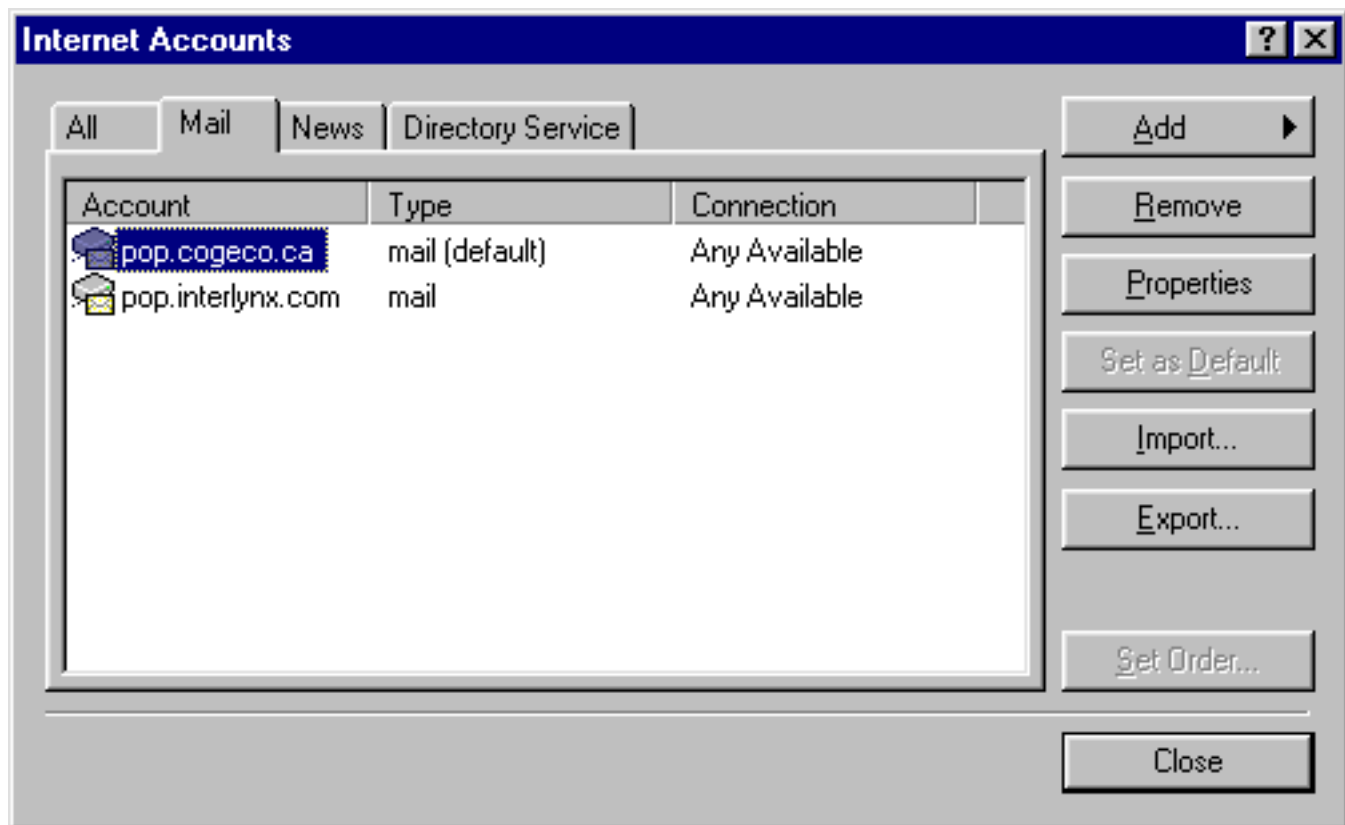 Internet Accounts
All Mail News Directory Service
Add
Remove
Properties
Set as Default
Import...
Export...
Set Order...
Close
Account Type Connection
pop.cogeco.ca mail (default) Any Available
pop.interlynx.com mail Any Available